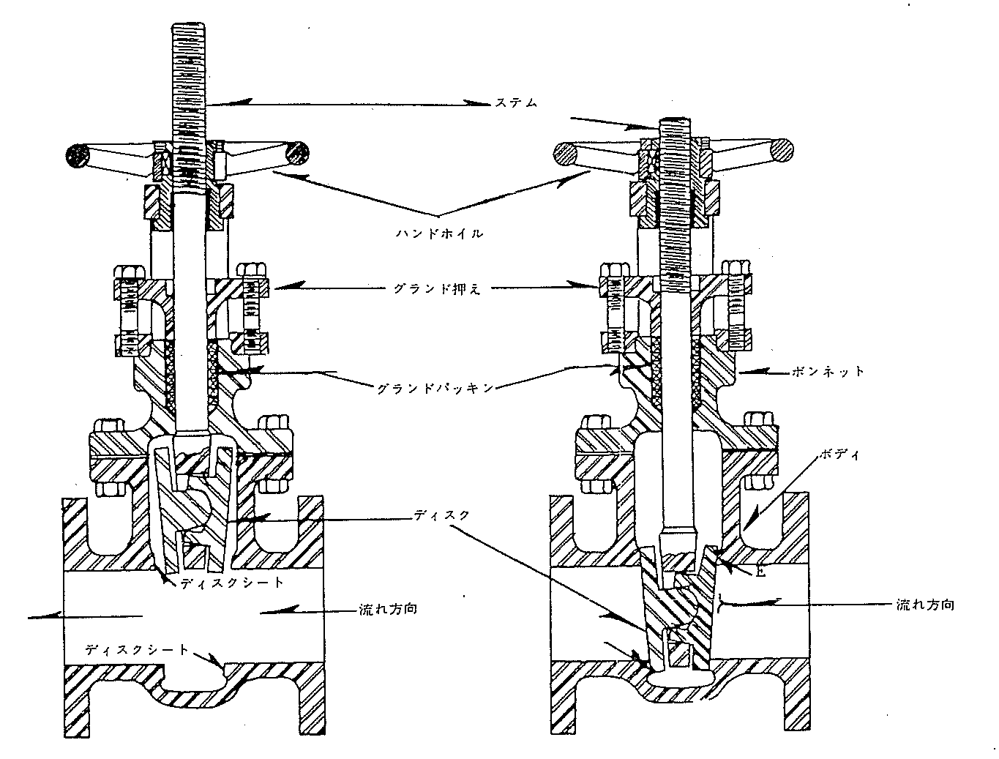 ステム
ハンドホイル
グランド押え
グランドパッキン
ボンネット
ボディ
ディスク
E
ディスクシート
流れ方向
流れ方向
ディスクシート